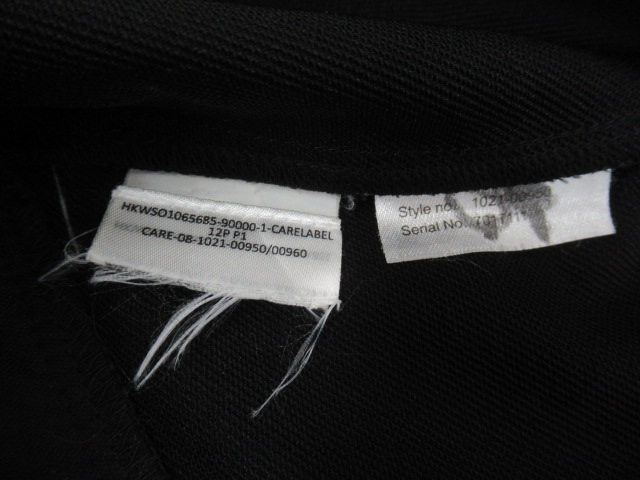 HKWSO1065685-90000-1-CARELABEL
12P P1
CARE-08-1021-00950/00960
Style no.
Serial No.